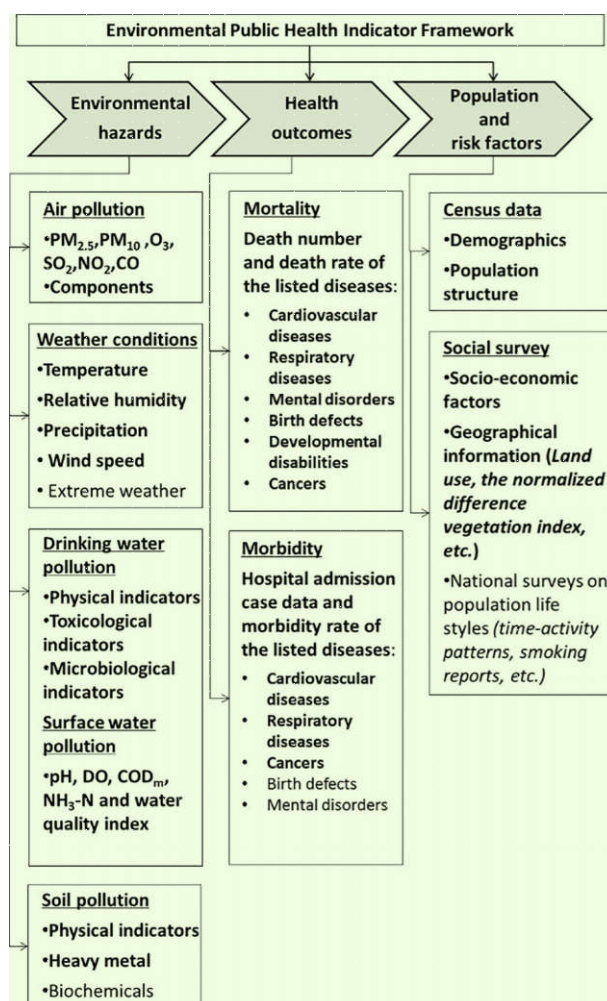 Environmental Public Health Indicator Framework
Environmental
hazards
Health
outcomes
Population
and
risk factors
Air pollution
•PM2.5,PM10 ,O3,
SO2,NO2,CO
•Components
Weather conditions
•Temperature
•Relative humidity
•Precipitation
• Wind speed
•Extreme weather
Drinking water
pollution
•Physical indicators
•Toxicological
indicators
•Microbiological
indicators
Surface water
pollution
•pH, DO, CODm,
NH3-N and water
quality index
Soil pollution
•Physical indicators
•Heavy metal
•Biochemicals
Mortality
Death number
and death rate of
the listed diseases:
• Cardiovascular
diseases
• Respiratory
diseases
• Mental disorders
• Birth defects
• Developmental
disabilities
• Cancers
Morbidity
Hospital admission
case data and
morbidity rate of
the listed diseases:
• Cardiovascular
diseases
• Respiratory
diseases
• Cancers
• Birth defects
• Mental disorders
Census data
•Demographics
•Population
structure
Social survey
•Socio-economic
factors
•Geographical
information (Land
use, the normalized
difference
vegetation index,
etc.)
•National surveys on
population life
styles (time-activity
patterns, smoking
reports, etc.)